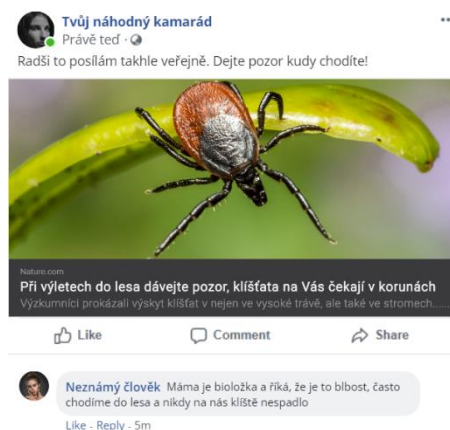 Tvůj náhodný kamarád
Právě teď ·
Radši to posílám takhle veřejně. Dejte pozor kudy chodíte!
Nature.com
Při výletech do lesa dávejte pozor, klíšťata na Vás čekají v korunách
Výzkumníci prokázali výskyt klíšťat v nejen ve vysoké trávě, ale také ve stromech......
Like Comment Share
Neznámý člověk Máma je bioložka a říká, že je to blbost, často
chodíme do lesa a nikdy na nás klíště nespadlo
Like - Reply - 5m